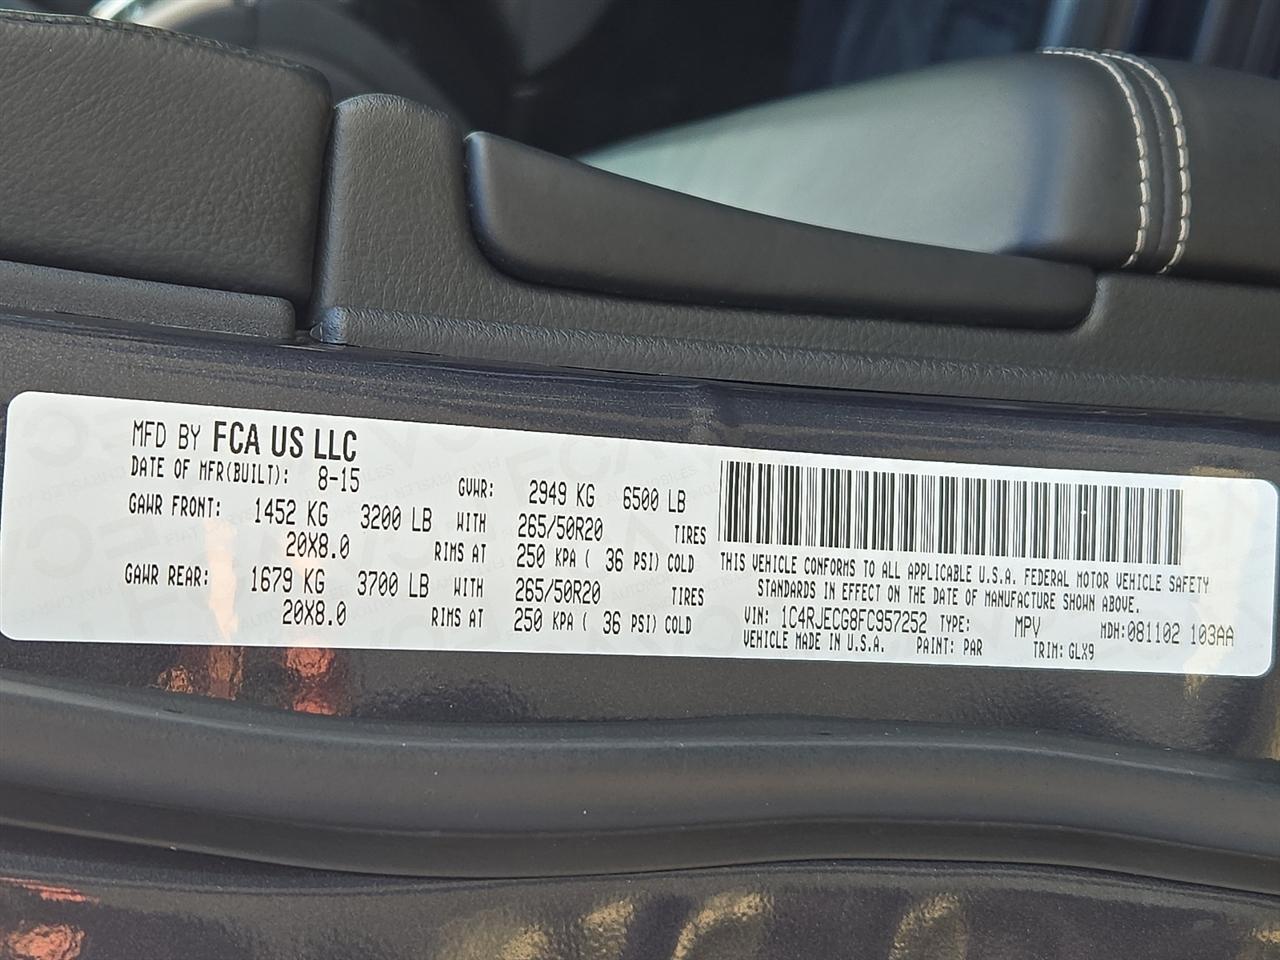 MFD BY FCA US LLC
DATE OF MFR(BUILT): 8-15 GVWR: 2949 KG 6500 LB
GAWR FRONT: 1452 KG 3200 LB WITH 265/50R20 TIRES
20X8.0 RIMS AT 250 KPA ( 36 PSI) COLD
GAWR REAR: 1679 KG 3700 LB WITH 265/50R20 TIRES
20X8.0 RIMS AT 250 KPA ( 36 PSI) COLD
THIS VEHICLE CONFORMS TO ALL APPLICABLE U.S.A. FEDERAL MOTOR VEHICLE SAFETY
STANDARDS IN EFFECT ON THE DATE OF MANUFACTURE SHOWN ABOVE.
VIN: 1C4RJECG8FC957252 TYPE: MPV MDH:081102 103AA
VEHICLE MADE IN U.S.A. PAINT: PAR TRIM: GLX9